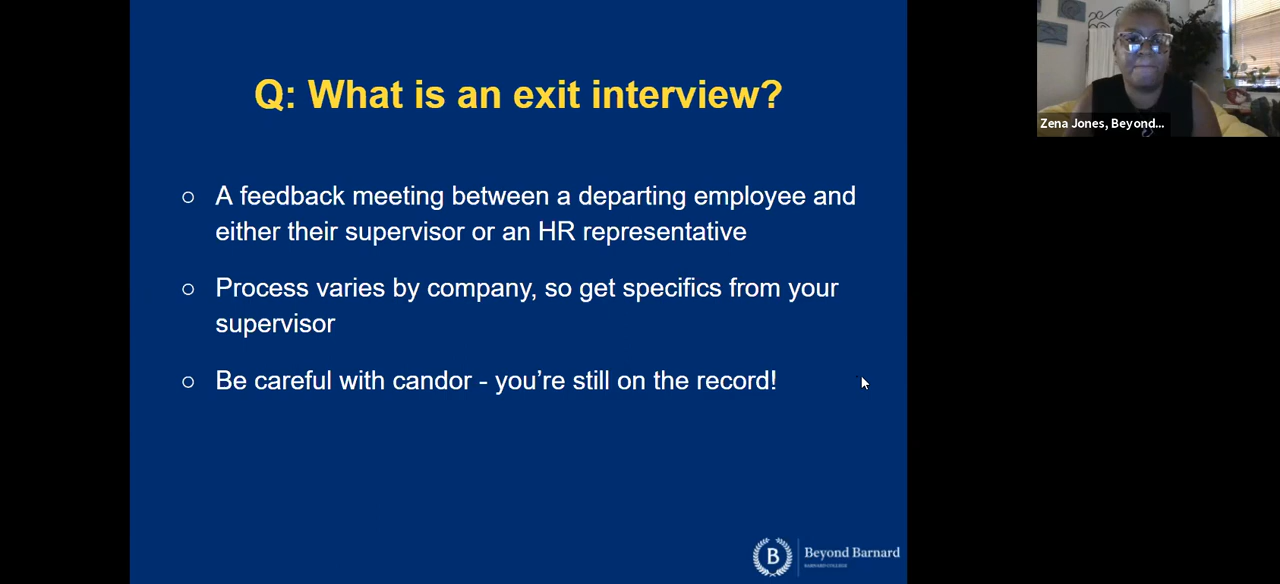 Q: What is an exit interview?
○ A feedback meeting between a departing employee and
either their supervisor or an HR representative
○ Process varies by company, so get specifics from your
supervisor
○ Be careful with candor - you're still on the record!
Zena Jones, Beyond...
B
Beyond Barnard
BARNARD COLLEGE